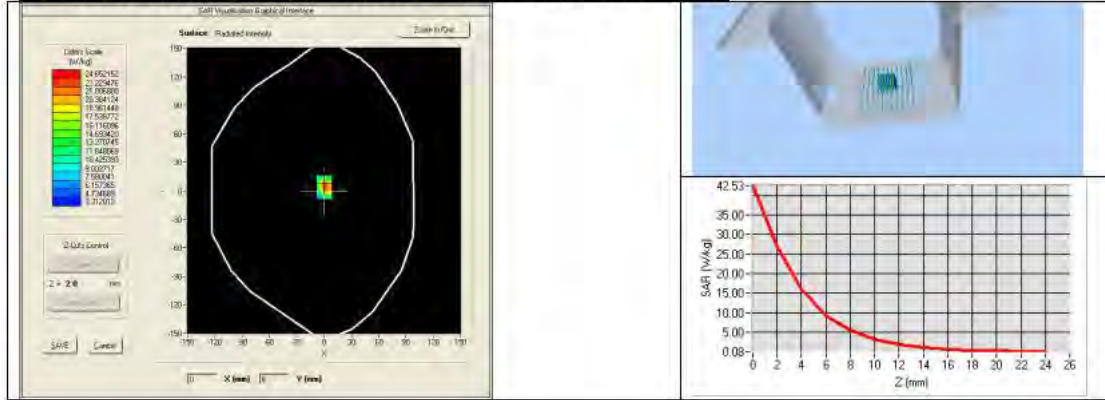 SAR Visualisation Graphical Interface
Surface: Radiated Intensity
Zoom In/Out
Colors Scale
(W/kg)
24.652152
23.229476
21.806800
20.384124
18.961448
17.538772
16.116096
14.693420
13.270745
11.848069
10.425393
9.002717
7.580041
6.157365
4.734689
3.312013
150
120
90
60
30
0
-30
-60
-90
-120
-150
-150 -120 -90 -60 -30 0 30 60 90 120 150
X
Z Cuts Control
Z = 2.0 mm
SAVE
Cancel
0 X (mm) 6 Y (mm)
42.53
35.00
30.00
25.00
20.00
15.00
10.00
5.00
0.08
SAR (W/kg)
0 2 4 6 8 10 12 14 16 18 20 22 24 26
Z (mm)